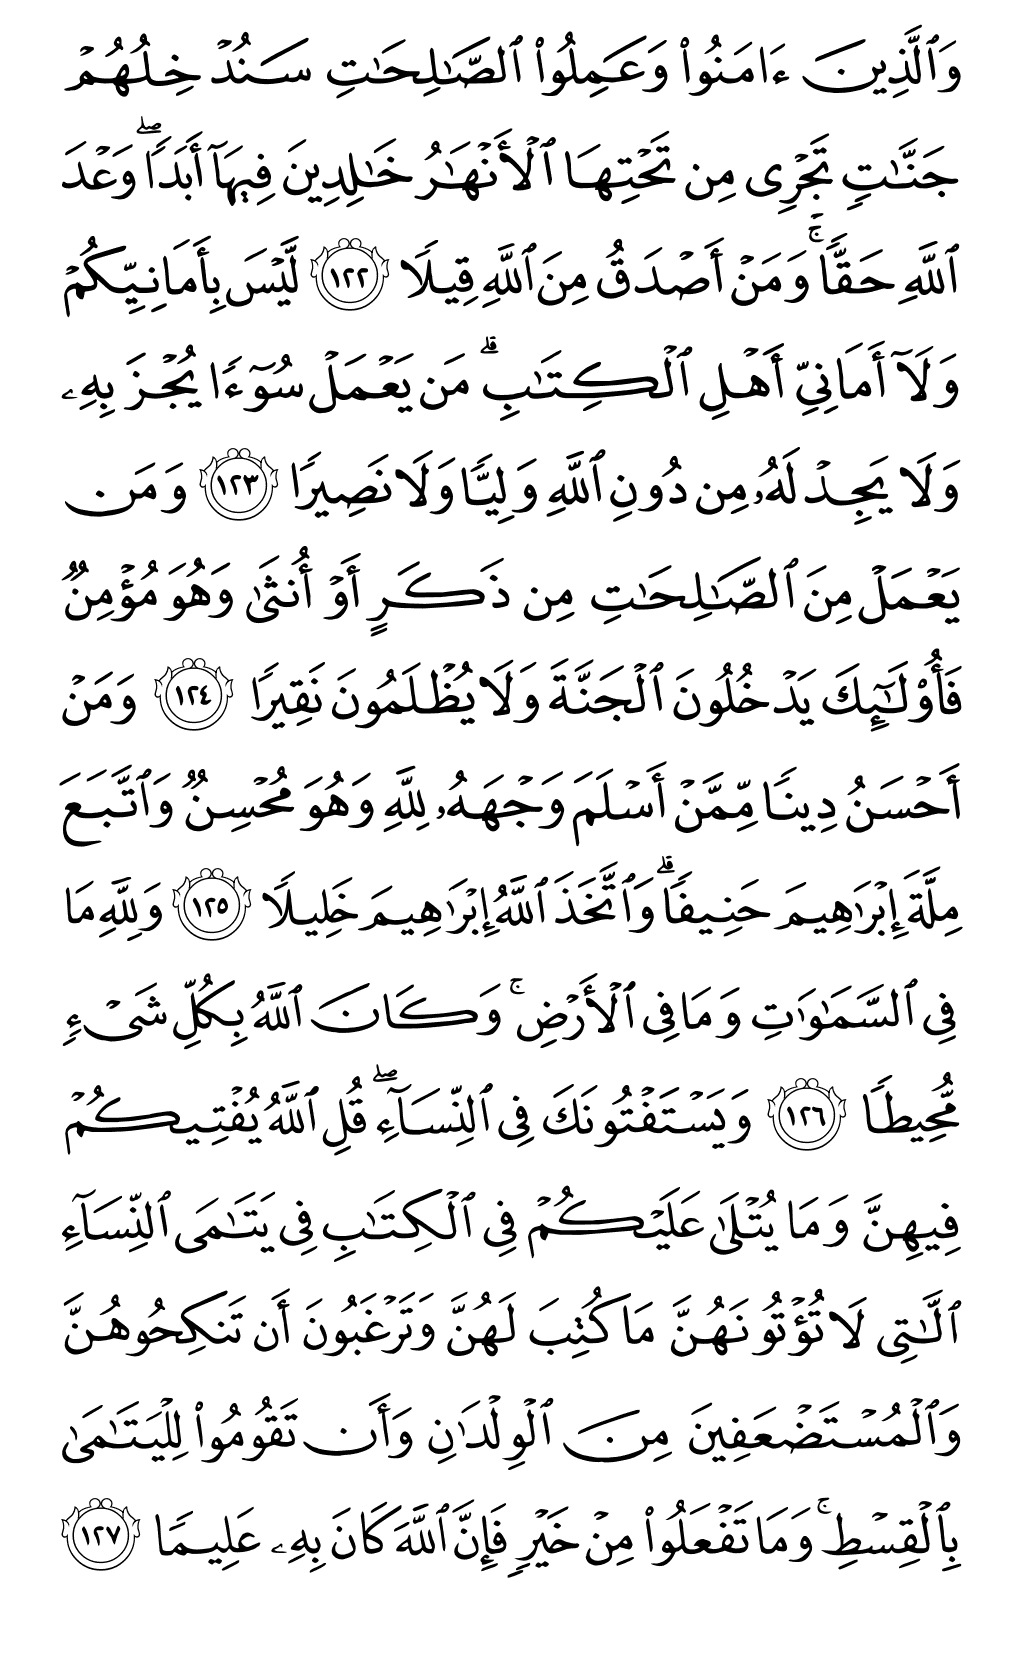 وَٱلَّذِينَ ءَامَنُوا۟ وَعَمِلُوا۟ ٱلصَّـٰلِحَـٰتِ سَنُدْخِلُهُمْ
جَنَّـٰتٍ تَجْرِى مِن تَحْتِهَا ٱلْأَنْهَـٰرُ خَـٰلِدِينَ فِيهَآ أَبَدًا ۖ وَعْدَ
ٱللَّهِ حَقًّا ۚ وَمَنْ أَصْدَقُ مِنَ ٱللَّهِ قِيلًا ١٢٢ لَّيْسَ بِأَمَانِيِّكُمْ
وَلَآ أَمَانِىِّ أَهْلِ ٱلْكِتَـٰبِ ۗ مَن يَعْمَلْ سُوٓءًا يُجْزَ بِهِۦ
وَلَا يَجِدْ لَهُۥ مِن دُونِ ٱللَّهِ وَلِيًّا وَلَا نَصِيرًا ١٢٣ وَمَن
يَعْمَلْ مِنَ ٱلصَّـٰلِحَـٰتِ مِن ذَكَرٍ أَوْ أُنثَىٰ وَهُوَ مُؤْمِنٌ
فَأُو۟لَـٰٓئِكَ يَدْخُلُونَ ٱلْجَنَّةَ وَلَا يُظْلَمُونَ نَقِيرًا ١٢٤ وَمَنْ
أَحْسَنُ دِينًا مِّمَّنْ أَسْلَمَ وَجْهَهُۥ لِلَّهِ وَهُوَ مُحْسِنٌ وَٱتَّبَعَ
مِلَّةَ إِبْرَٰهِيمَ حَنِيفًا ۗ وَٱتَّخَذَ ٱللَّهُ إِبْرَٰهِيمَ خَلِيلًا ١٢٥ وَلِلَّهِ مَا
فِى ٱلسَّمَـٰوَٰتِ وَمَا فِى ٱلْأَرْضِ ۚ وَكَانَ ٱللَّهُ بِكُلِّ شَىْءٍ
مُّحِيطًا ١٢٦ وَيَسْتَفْتُونَكَ فِى ٱلنِّسَآءِ ۖ قُلِ ٱللَّهُ يُفْتِيكُمْ
فِيهِنَّ وَمَا يُتْلَىٰ عَلَيْكُمْ فِى ٱلْكِتَـٰبِ فِى يَتَـٰمَى ٱلنِّسَآءِ
ٱلَّـٰتِى لَا تُؤْتُونَهُنَّ مَا كُتِبَ لَهُنَّ وَتَرْغَبُونَ أَن تَنكِحُوهُنَّ
وَٱلْمُسْتَضْعَفِينَ مِنَ ٱلْوِلْدَٰنِ وَأَن تَقُومُوا۟ لِلْيَتَـٰمَىٰ
بِٱلْقِسْطِ ۚ وَمَا تَفْعَلُوا۟ مِنْ خَيْرٍ فَإِنَّ ٱللَّهَ كَانَ بِهِۦ عَلِيمًا ١٢٧